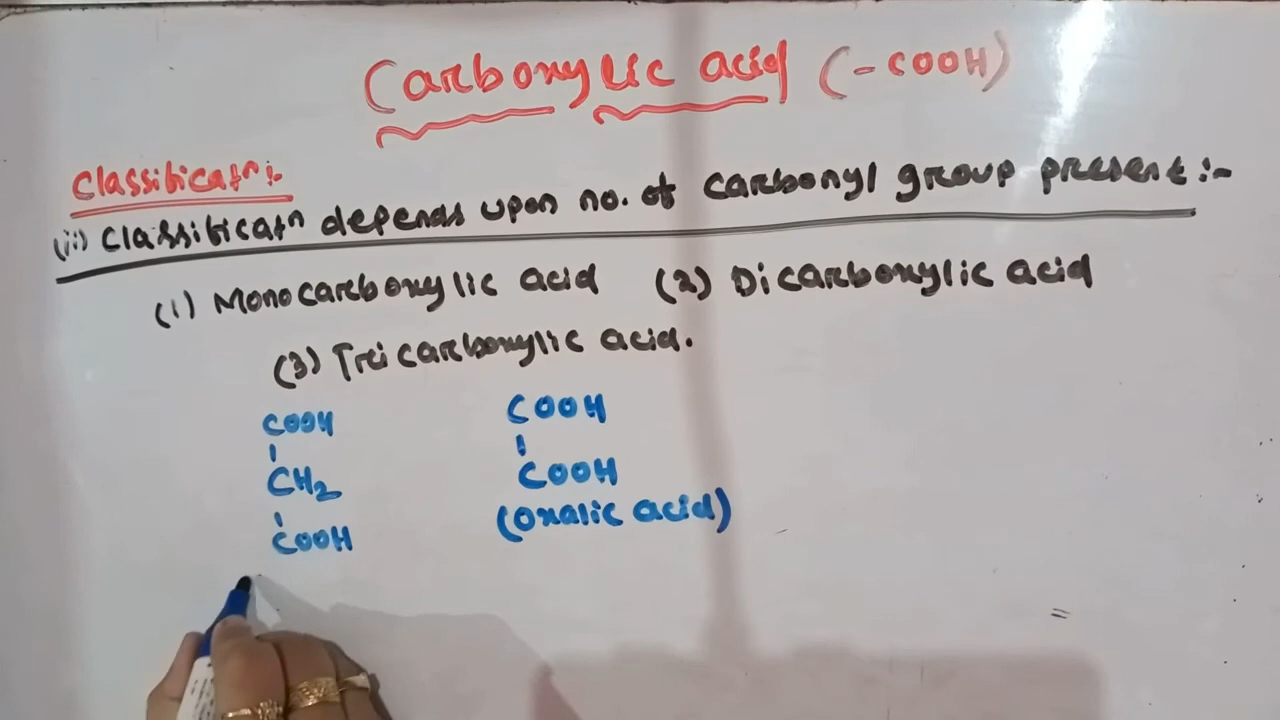 Carboxylic acid (-COOH)
Classificatn:-
(ii) Classificatn depends upon no. of carbonyl group present :-
(1) Monocarboxylic acid (2) Dicarboxylic acid
(3) Tricarboxylic acid.
COOH
CH2
COOH
COOH
COOH
(Oxalic acid)